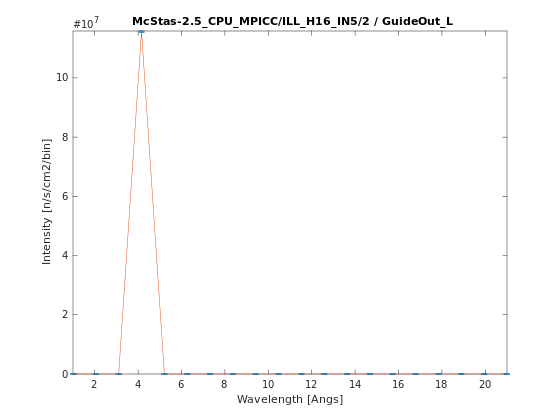 McStas-2.5_CPU_MPICC/ILL_H16_IN5/2 / GuideOut_L
#10^7
10
8
6
4
2
0
Intensity [n/s/cm2/bin]
2 4 6 8 10 12 14 16 18 20
Wavelength [Angs]